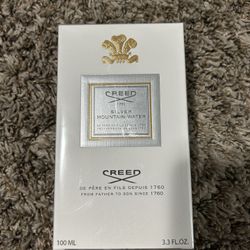 CREED
SILVER
MOUNTAIN WATER
CREED
DE PÈRE EN FILS DEPUIS 1760
FROM FATHER TO SON SINCE 1760
100 ML
3.3 FL.OZ.